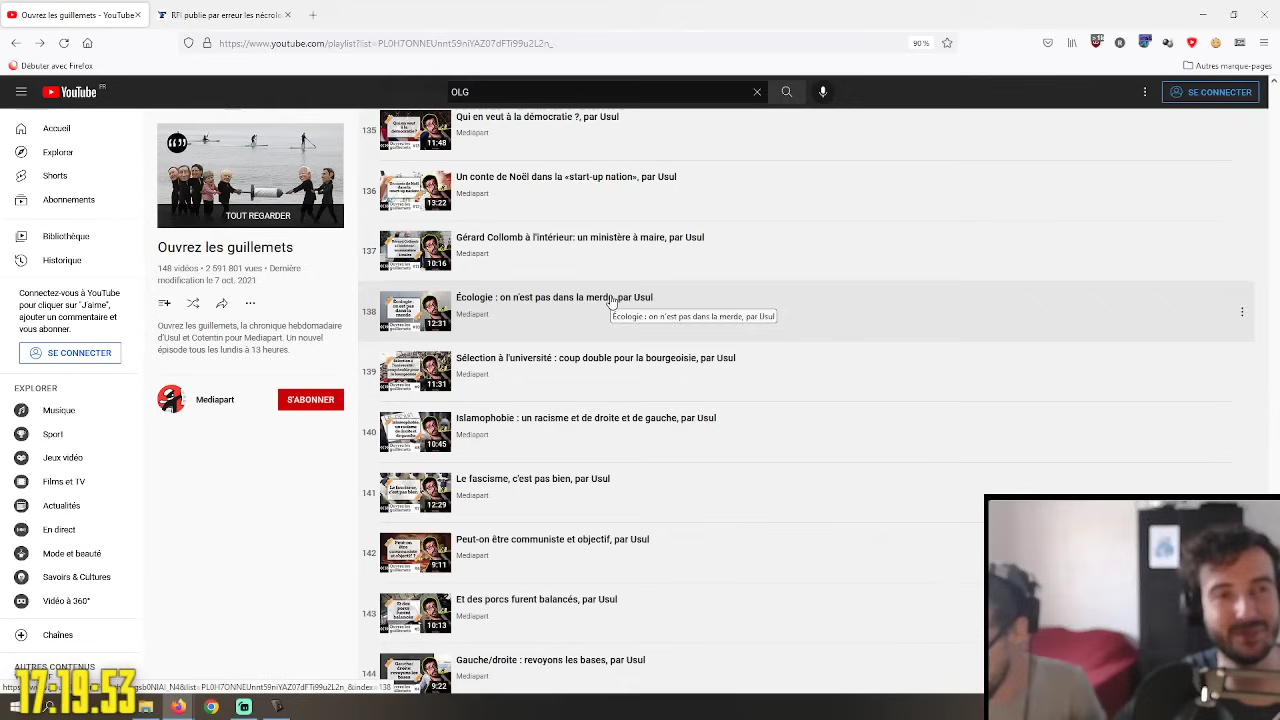 Ouvrez les guillemets - YouTube
RFI publie par erreur les nécrolo
https://www.youtube.com/playlist?list=PL0H7ONNEUnntS9niYAZ07dFTi99u2L2n_
90 %
Débuter avec Firefox
Autres marque-pages
YouTube FR
OLG
SE CONNECTER
Accueil
Explorer
Shorts
Abonnements
Bibliothèque
Historique
Connectez-vous à YouTube
pour cliquer sur "J'aime",
ajouter un commentaire et
vous abonner.
SE CONNECTER
EXPLORER
Musique
Sport
Jeux vidéo
Films et TV
Actualités
En direct
Mode et beauté
Savoirs & Cultures
Vidéo à 360°
Chaînes
AUTRES CONTENUS
TOUT REGARDER
Ouvrez les guillemets
148 vidéos • 2 591 801 vues • Dernière
modification le 7 oct. 2021
Ouvrez les guillemets, la chronique hebdomadaire
d'Usul et Cotentin pour Mediapart. Un nouvel
épisode tous les lundis à 13 heures.
Mediapart
S'ABONNER
135
11:48
Qui en veut à la démocratie ?, par Usul
Mediapart
136
13:22
Un conte de Noël dans la «start-up nation», par Usul
Mediapart
137
10:16
Gérard Collomb à l'intérieur: un ministère à maire, par Usul
Mediapart
138
12:31
Écologie : on n'est pas dans la merde, par Usul
Mediapart
Écologie : on n'est pas dans la merde, par Usul
139
11:31
Sélection à l'université : coup double pour la bourgeoisie, par Usul
Mediapart
140
10:45
Islamophobie : un racisme et de droite et de gauche, par Usul
Mediapart
141
12:29
Le fascisme, c'est pas bien, par Usul
Mediapart
142
9:11
Peut-on être communiste et objectif, par Usul
Mediapart
143
10:13
Et des porcs furent balancés, par Usul
Mediapart
144
9:22
Gauche/droite : revoyons les bases, par Usul
Mediapart
gsb0NIAI_N4&list=PL0H7ONNEUnntS9niYAZ07dFTi99u2L2n_&index=138
17:19:53